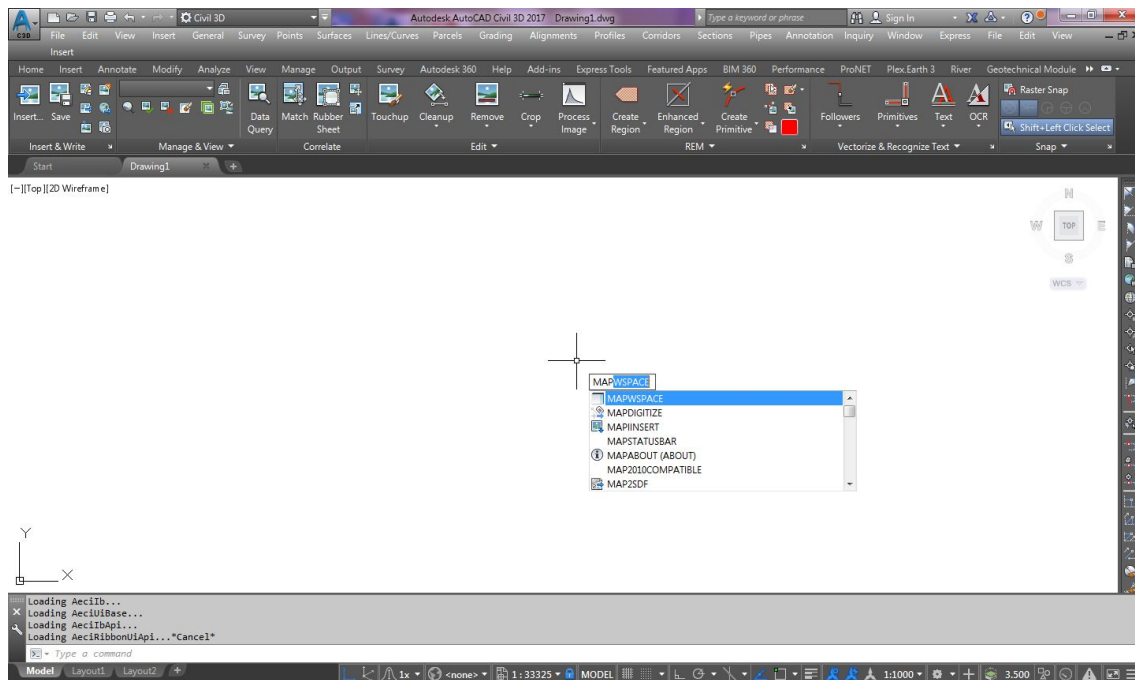 Civil 3D Autodesk AutoCAD Civil 3D 2017 Drawing1.dwg Type a keyword or phrase Sign In
C3D File Edit View Insert General Survey Points Surfaces Lines/Curves Parcels Grading Alignments Profiles Corridors Sections Pipes Annotation Inquiry Window Express File Edit View
Insert
Home Insert Annotate Modify Analyze View Manage Output Survey Autodesk 360 Help Add-ins Express Tools Featured Apps BIM 360 Performance ProNET Plex.Earth 3 River Geotechnical Module
Raster Snap
Insert... Save Data Match Rubber Touchup Cleanup Remove Crop Process Create Enhanced Create Followers Primitives Text OCR
Query Sheet Image Region Region Primitive Shift+Left Click Select
Insert & Write Manage & View Correlate Edit REM Vectorize & Recognize Text Snap
Start Drawing1
[−][Top][2D Wireframe]
N
W TOP E
S
WCS
MAPWSPACE
MAPWSPACE
MAPDIGITIZE
MAPIINSERT
MAPSTATUSBAR
MAPABOUT (ABOUT)
MAP2010COMPATIBLE
MAP2SDF
Y
X
Loading AeciIb...
Loading AeciUiBase...
Loading AecIbApi...
Loading AeciRibbonUiApi...*Cancel*
Type a command
Model Layout1 Layout2 + 1x <none> 1:33325 MODEL 1:1000 3.500